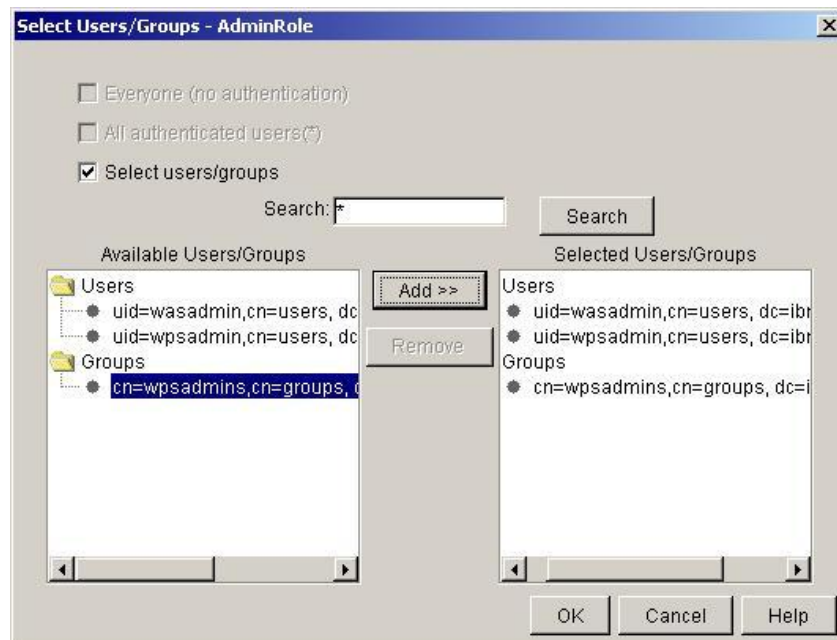 Select Users/Groups - AdminRole
Everyone (no authentication)
All authenticated users(*)
Select users/groups
Search: * Search
Available Users/Groups Selected Users/Groups
Users
uid=wasadmin,cn=users, dc
uid=wpsadmin,cn=users, dc
Groups
cn=wpsadmins,cn=groups,
Add >>
Remove
Users
uid=wasadmin,cn=users, dc=ibr
uid=wpsadmin,cn=users, dc=ibr
Groups
cn=wpsadmins,cn=groups, dc=i
OK Cancel Help